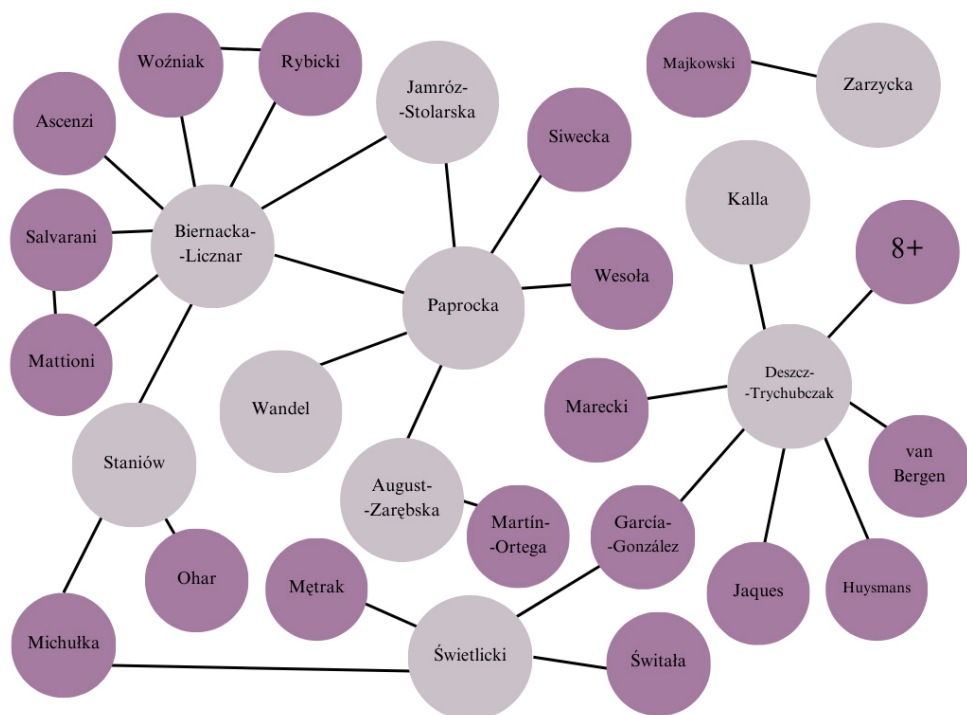 Woźniak
Rybicki
Jamróz-
-Stolarska
Majkowski
Zarzycka
Ascenzi
Siwecka
Kalla
Salvarani
Biernacka-
-Licznar
8+
Wesoła
Paprocka
Mattioni
Wandel
Marecki
Deszcz-
-Trychubczak
Staniów
August-
-Zarębska
van
Bergen
Martín-
-Ortega
García-
-González
Ohar
Mętrak
Jaques
Huysmans
Michułka
Świetlicki
Świtała